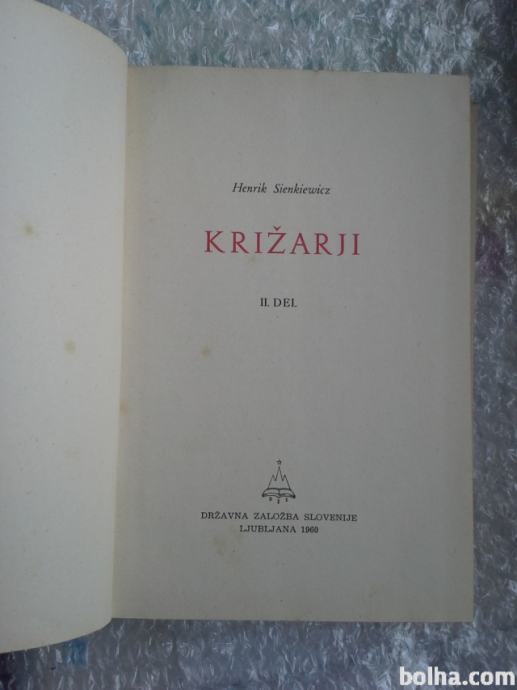 Henrik Sienkiewicz
KRIŽARJI
II. DEL
DRŽAVNA ZALOŽBA SLOVENIJE
LJUBLJANA 1960
bolha.com